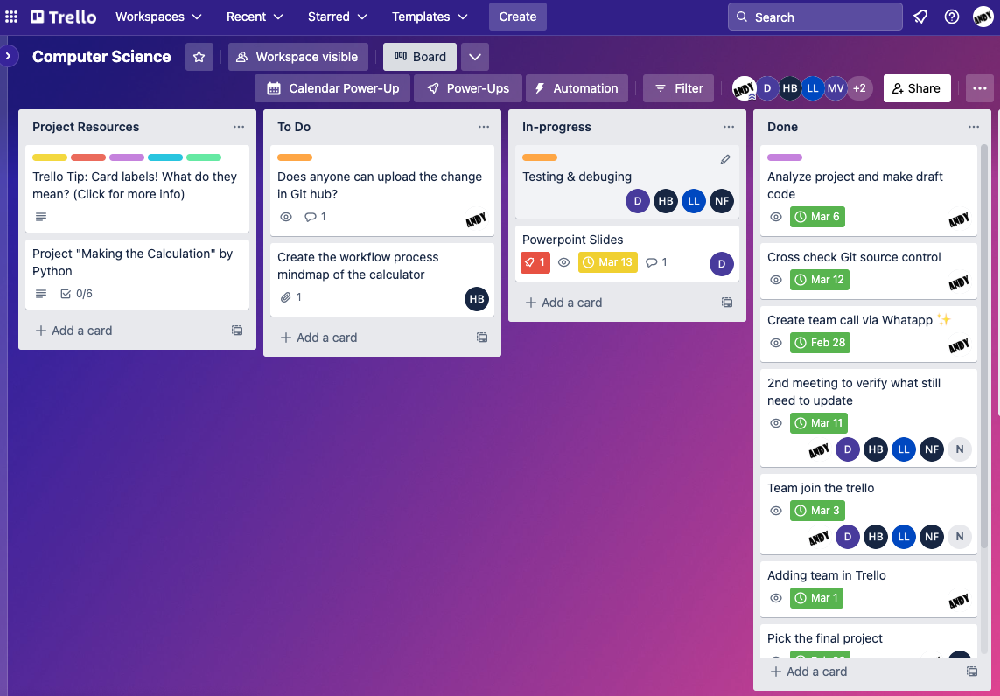 Trello
Workspaces
Recent
Starred
Templates
Create
Search
ANDY
Computer Science
Workspace visible
Board
Calendar Power-Up
Power-Ups
Automation
Filter
ANDY
D
HB
LL
MV
+2
Share
Project Resources
Trello Tip: Card labels! What do they
mean? (Click for more info)
Project "Making the Calculation" by
Python
0/6
Add a card
To Do
Does anyone can upload the change
in Git hub?
1
ANDY
Create the workflow process
mindmap of the calculator
1
HB
Add a card
In-progress
Testing & debuging
D
HB
LL
NF
Powerpoint Slides
1
Mar 13
1
D
Add a card
Done
Analyze project and make draft
code
Mar 6
ANDY
Cross check Git source control
Mar 12
ANDY
Create team call via Whatapp ✨
Feb 28
ANDY
2nd meeting to verify what still
need to update
Mar 11
ANDY
D
HB
LL
NF
N
Team join the trello
Mar 3
ANDY
D
HB
LL
NF
N
Adding team in Trello
Mar 1
ANDY
Pick the final project
Add a card